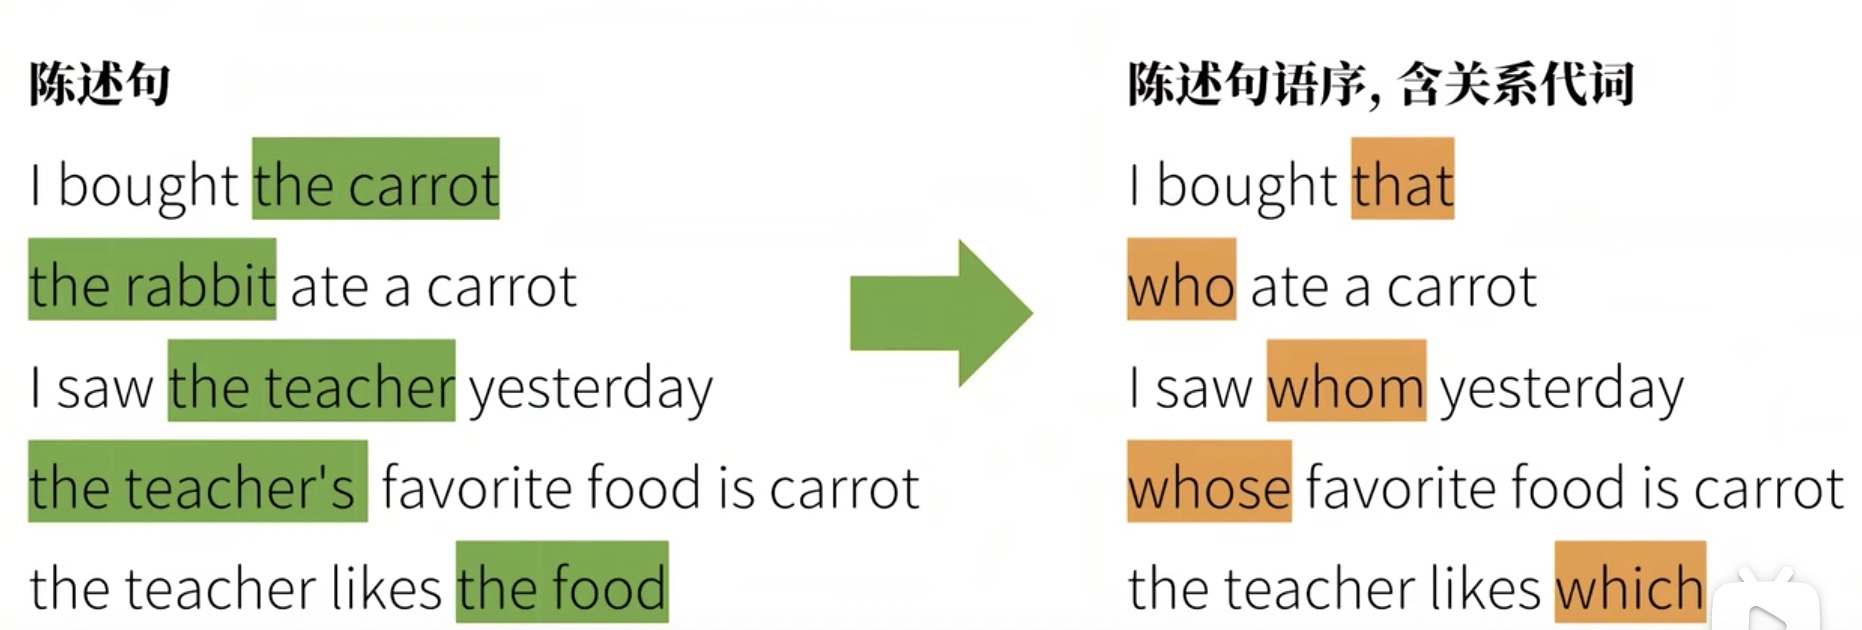 陈述句
I bought the carrot
the rabbit ate a carrot
I saw the teacher yesterday
the teacher's favorite food is carrot
the teacher likes the food
陈述句语序, 含关系代词
I bought that
who ate a carrot
I saw whom yesterday
whose favorite food is carrot
the teacher likes which